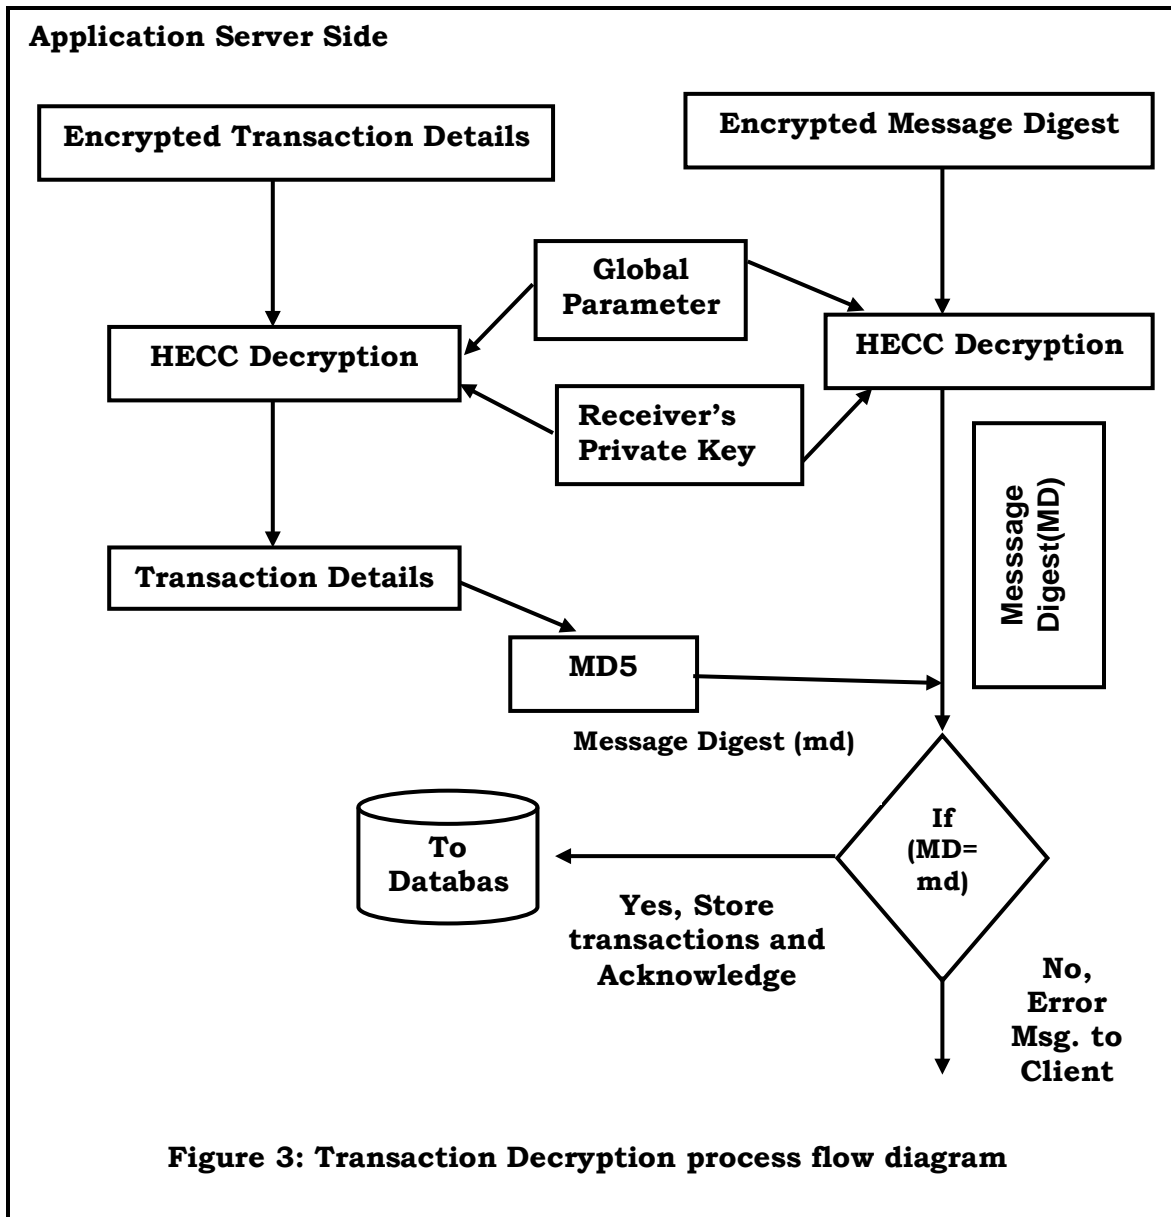 Application Server Side
Encrypted Transaction Details
Encrypted Message Digest
Global
Parameter
HECC Decryption
HECC Decryption
Receiver's
Private Key
Messsage
Digest(MD)
Transaction Details
MD5
Message Digest (md)
If
(MD=
md)
To
Databas
Yes, Store
transactions and
Acknowledge
No,
Error
Msg. to
Client
Figure 3: Transaction Decryption process flow diagram